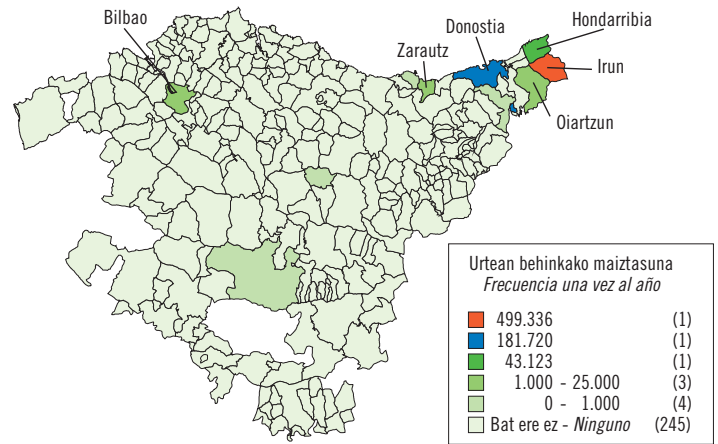 Bilbao
Donostia
Hondarribia
Zarautz
Irun
Oiartzun
Urtean behinkako maiztasuna
Frecuencia una vez al año
499.336 (1)
181.720 (1)
43.123 (1)
1.000 - 25.000 (3)
0 - 1.000 (4)
Bat ere ez - Ninguno (245)